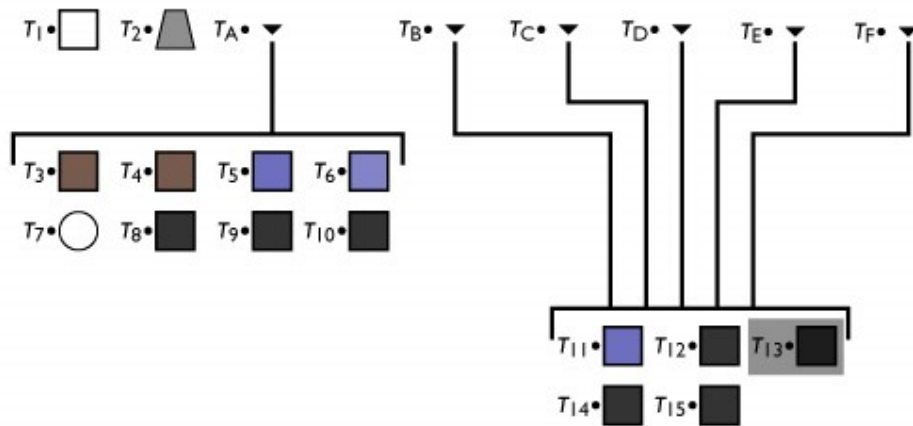 T1• T2• TA• TB• TC• TD• TE• TF•
T3• T4• T5• T6•
T7• T8• T9• T10•
T11• T12• T13•
T14• T15•